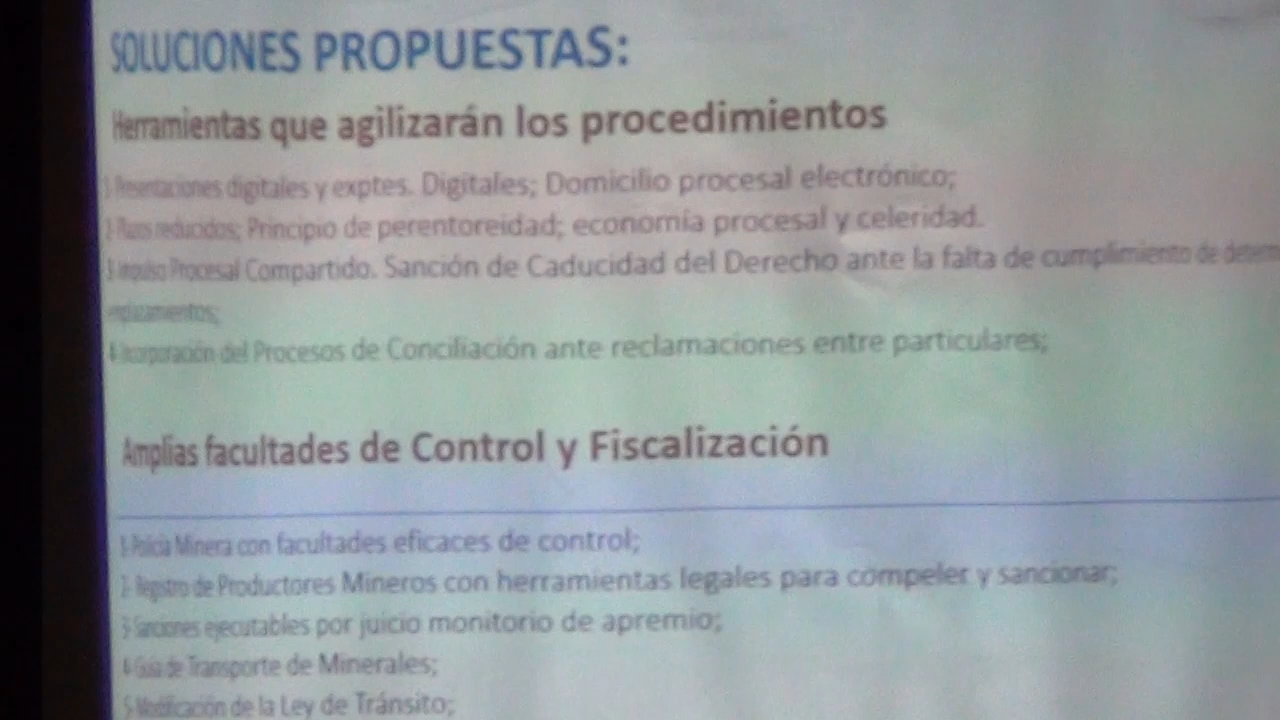 SOLUCIONES PROPUESTAS:
Herramientas que agilizarán los procedimientos
1- Presentaciones digitales y exptes. Digitales; Domicilio procesal electrónico;
2- Plazos reducidos; Principio de perentoreidad; economía procesal y celeridad.
3- Impulso Procesal Compartido. Sanción de Caducidad del Derecho ante la falta de cumplimiento de
4- Incorporación del Procesos de Conciliación ante reclamaciones entre particulares;
Amplias facultades de Control y Fiscalización
1- Policía Minera con facultades eficaces de control;
2- Registro de Productores Mineros con herramientas legales para compeler y sancionar;
3- Sanciones ejecutables por juicio monitorio de apremio;
4- Guía de Transporte de Minerales;
5- Modificación de la Ley de Tránsito;